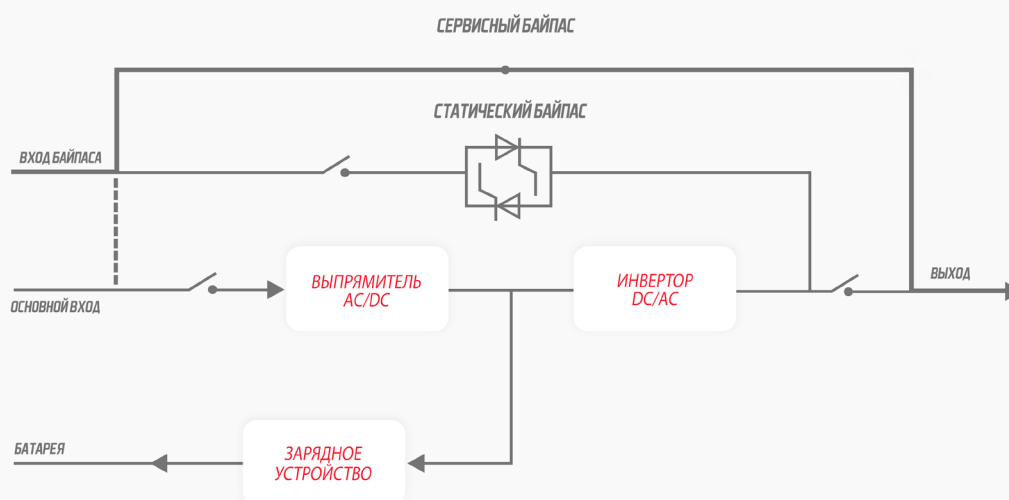 СЕРВИСНЫЙ БАЙПАС
СТАТИЧЕСКИЙ БАЙПАС
ВХОД БАЙПАСА
ВЫПРЯМИТЕЛЬ
AC/DC
ИНВЕРТОР
DC/AC
ВЫХОД
ОСНОВНОЙ ВХОД
БАТАРЕЯ
ЗАРЯДНОЕ
УСТРОЙСТВО